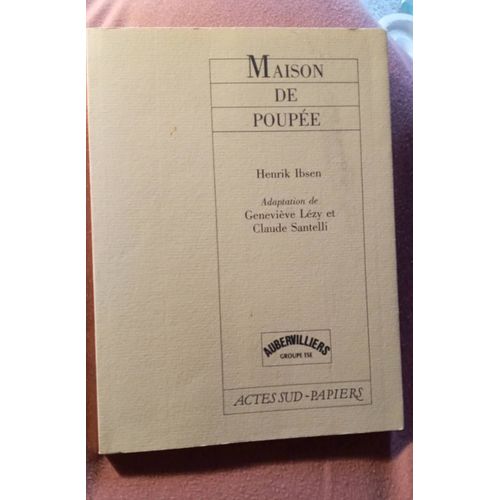 MAISON
DE
POUPÉE
Henrik Ibsen
Adaptation de
Geneviève Lézy et
Claude Santelli
AUBERVILLIERS
GROUPE TSE
ACTES SUD-PAPIERS